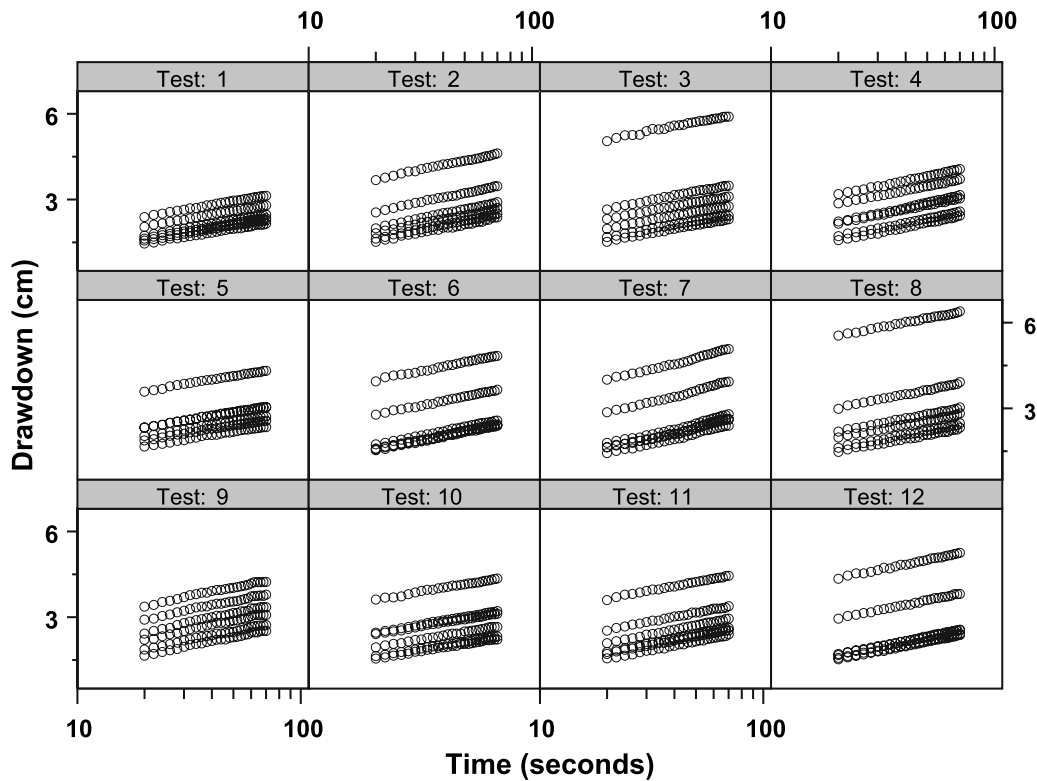 10 100 10 100
Test: 1 Test: 2 Test: 3 Test: 4
6
3
Test: 5 Test: 6 Test: 7 Test: 8
6
3
Drawdown (cm)
Test: 9 Test: 10 Test: 11 Test: 12
6
3
10 100 10 100
Time (seconds)